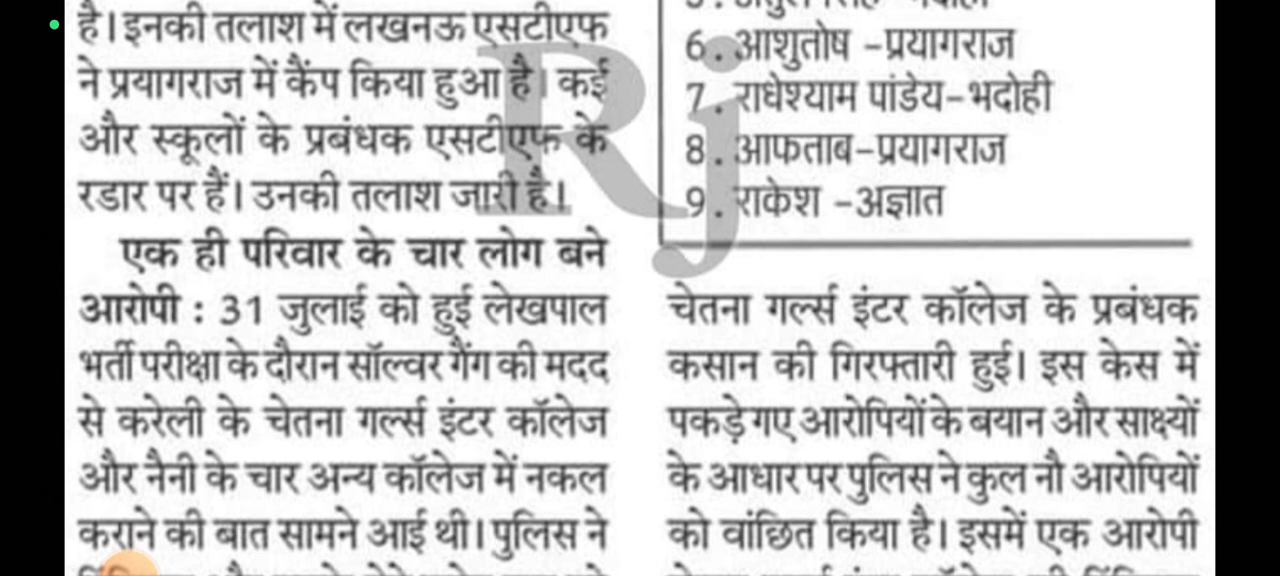 है। इनकी तलाश में लखनऊ एसटीएफ
ने प्रयागराज में कैंप किया हुआ है। कई
और स्कूलों के प्रबंधक एसटीएफ के
रडार पर हैं। उनकी तलाश जारी है।
एक ही परिवार के चार लोग बने
आरोपी : 31 जुलाई को हुई लेखपाल
भर्ती परीक्षा के दौरान सॉल्वर गैंग की मदद
से करेली के चेतना गर्ल्स इंटर कॉलेज
और नैनी के चार अन्य कॉलेज में नकल
कराने की बात सामने आई थी। पुलिस ने
6. आशुतोष -प्रयागराज
7. राधेश्याम पांडेय-भदोही
8. आफताब-प्रयागराज
9. राकेश -अज्ञात
चेतना गर्ल्स इंटर कॉलेज के प्रबंधक
कसान की गिरफ्तारी हुई। इस केस में
पकड़े गए आरोपियों के बयान और साक्ष्यों
के आधार पर पुलिस ने कुल नौ आरोपियों
को वांछित किया है। इसमें एक आरोपी
Rj